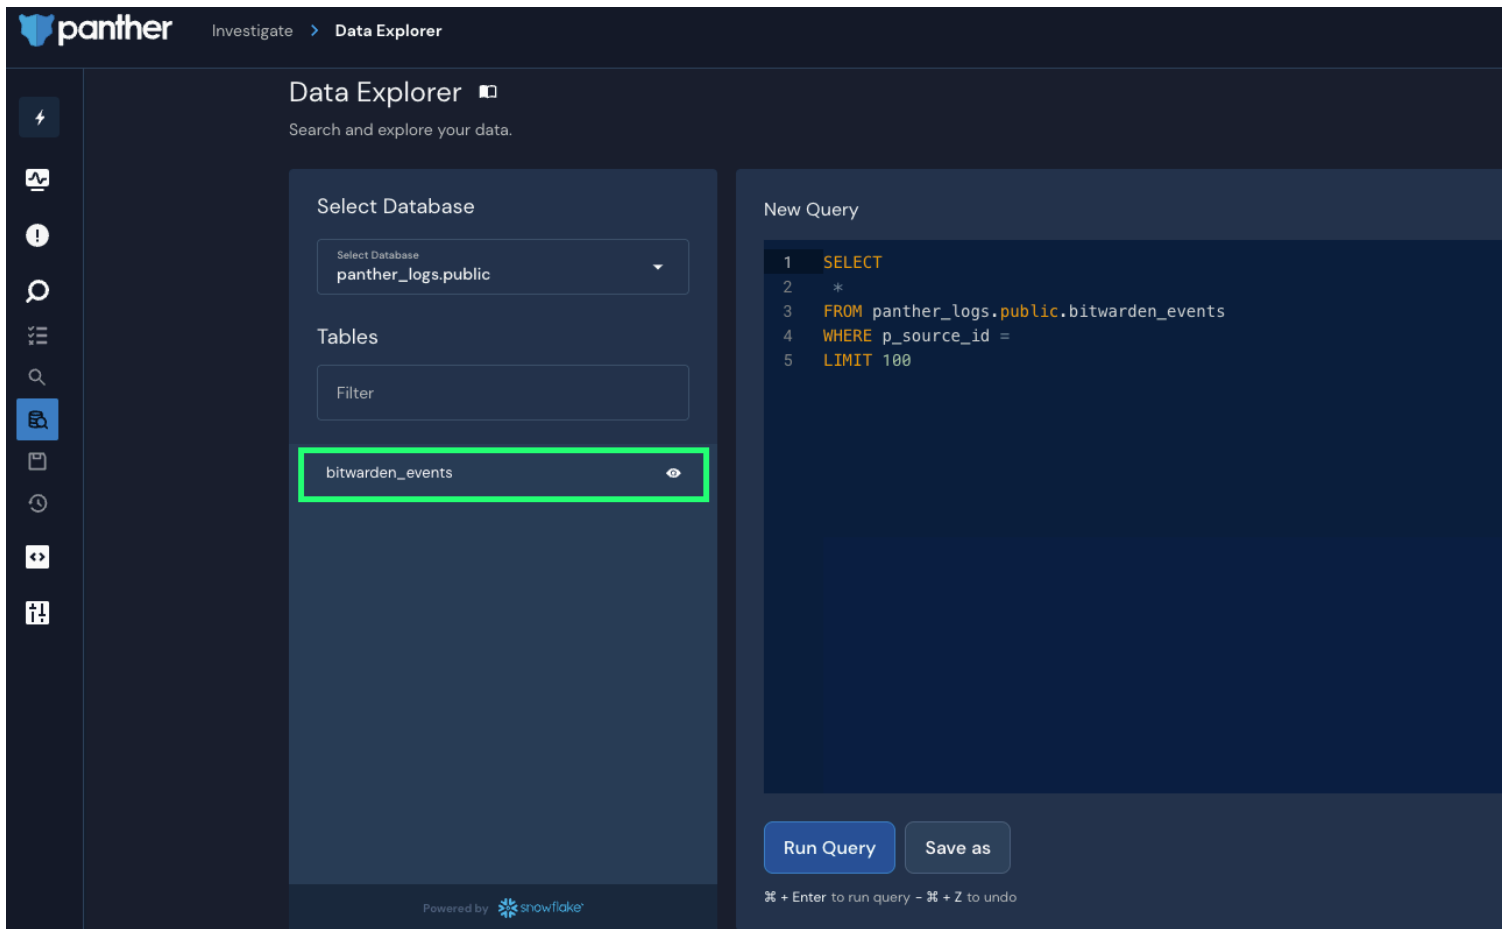 panther
Investigate > Data Explorer
Data Explorer
Search and explore your data.
Select Database
Select Database
panther_logs.public
Tables
Filter
bitwarden_events
Powered by snowflake
New Query
1 SELECT
2 *
3 FROM panther_logs.public.bitwarden_events
4 WHERE p_source_id =
5 LIMIT 100
Run Query Save as
⌘ + Enter to run query - ⌘ + Z to undo